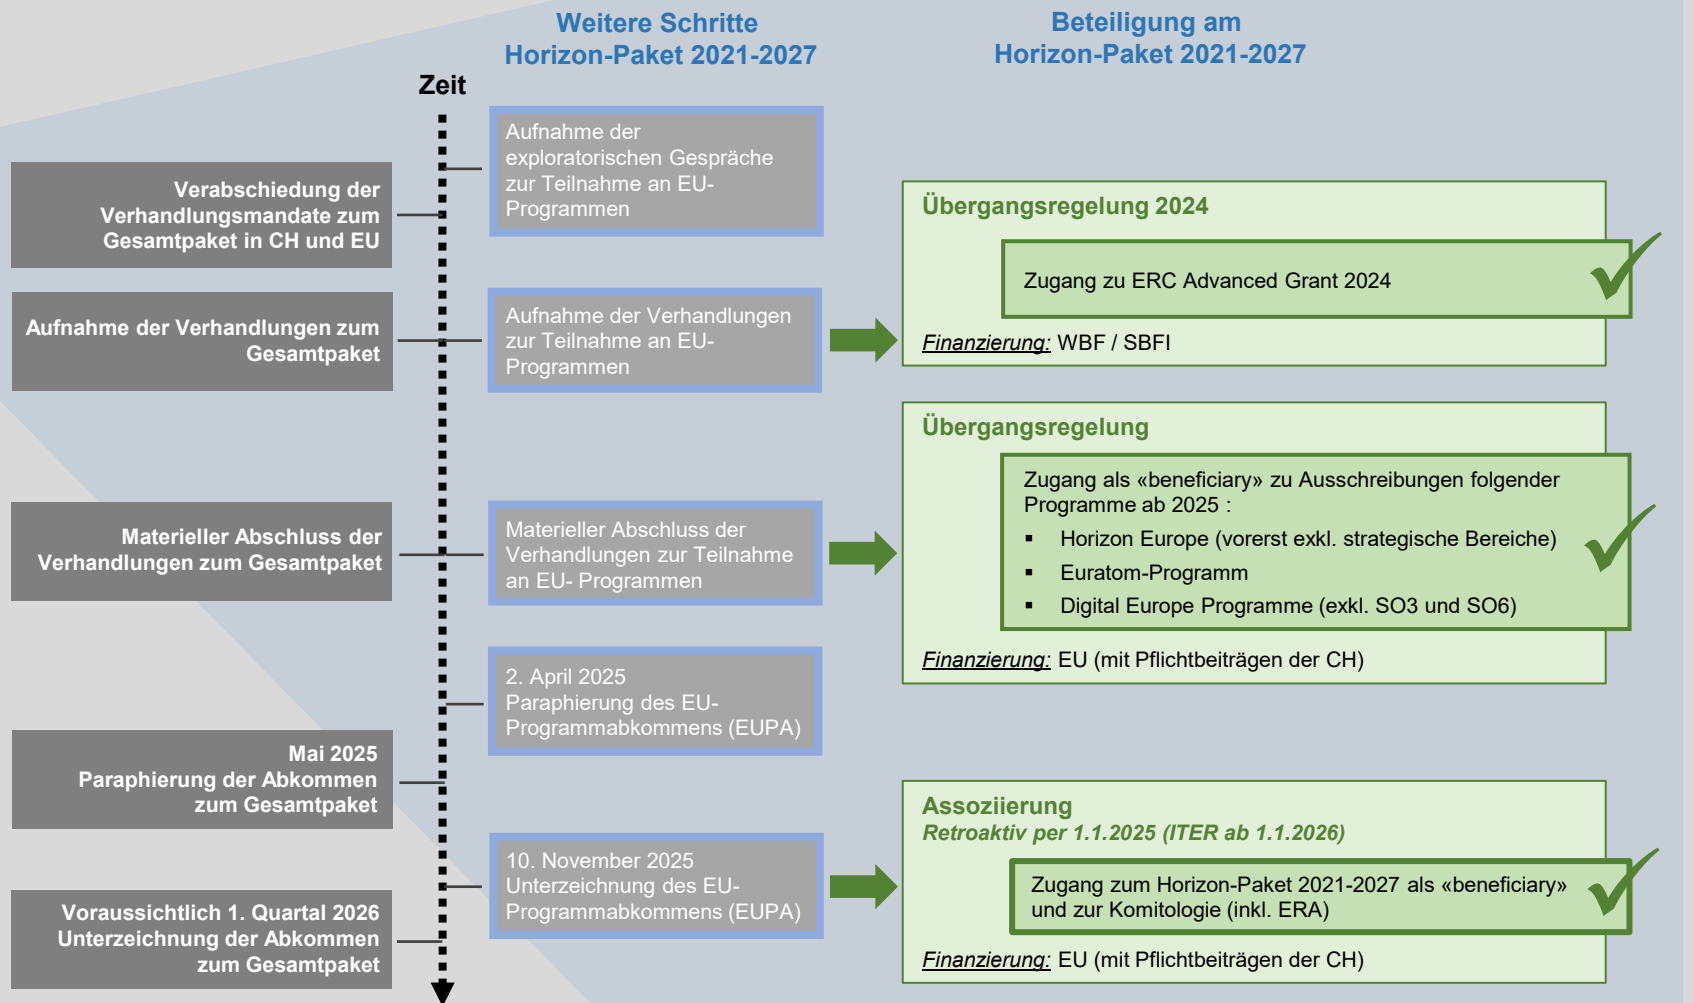 Weitere Schritte
Horizon-Paket 2021-2027
Beteiligung am
Horizon-Paket 2021-2027
Zeit
Aufnahme der
exploratorischen Gespräche
zur Teilnahme an EU-
Programmen
Verabschiedung der
Verhandlungsmandate zum
Gesamtpaket in CH und EU
Übergangsregelung 2024
Zugang zu ERC Advanced Grant 2024
Finanzierung: WBF / SBFI
Aufnahme der Verhandlungen zum
Gesamtpaket
Aufnahme der Verhandlungen
zur Teilnahme an EU-
Programmen
Übergangsregelung
Zugang als «beneficiary» zu Ausschreibungen folgender
Programme ab 2025 :
▪ Horizon Europe (vorerst exkl. strategische Bereiche)
▪ Euratom-Programm
▪ Digital Europe Programme (exkl. SO3 und SO6)
Finanzierung: EU (mit Pflichtbeiträgen der CH)
Materieller Abschluss der
Verhandlungen zum Gesamtpaket
Materieller Abschluss der
Verhandlungen zur Teilnahme
an EU- Programmen
2. April 2025
Paraphierung des EU-
Programmabkommens (EUPA)
Mai 2025
Paraphierung der Abkommen
zum Gesamtpaket
Assoziierung
Retroaktiv per 1.1.2025 (ITER ab 1.1.2026)
Zugang zum Horizon-Paket 2021-2027 als «beneficiary»
und zur Komitologie (inkl. ERA)
Finanzierung: EU (mit Pflichtbeiträgen der CH)
10. November 2025
Unterzeichnung des EU-
Programmabkommens (EUPA)
Voraussichtlich 1. Quartal 2026
Unterzeichnung der Abkommen
zum Gesamtpaket